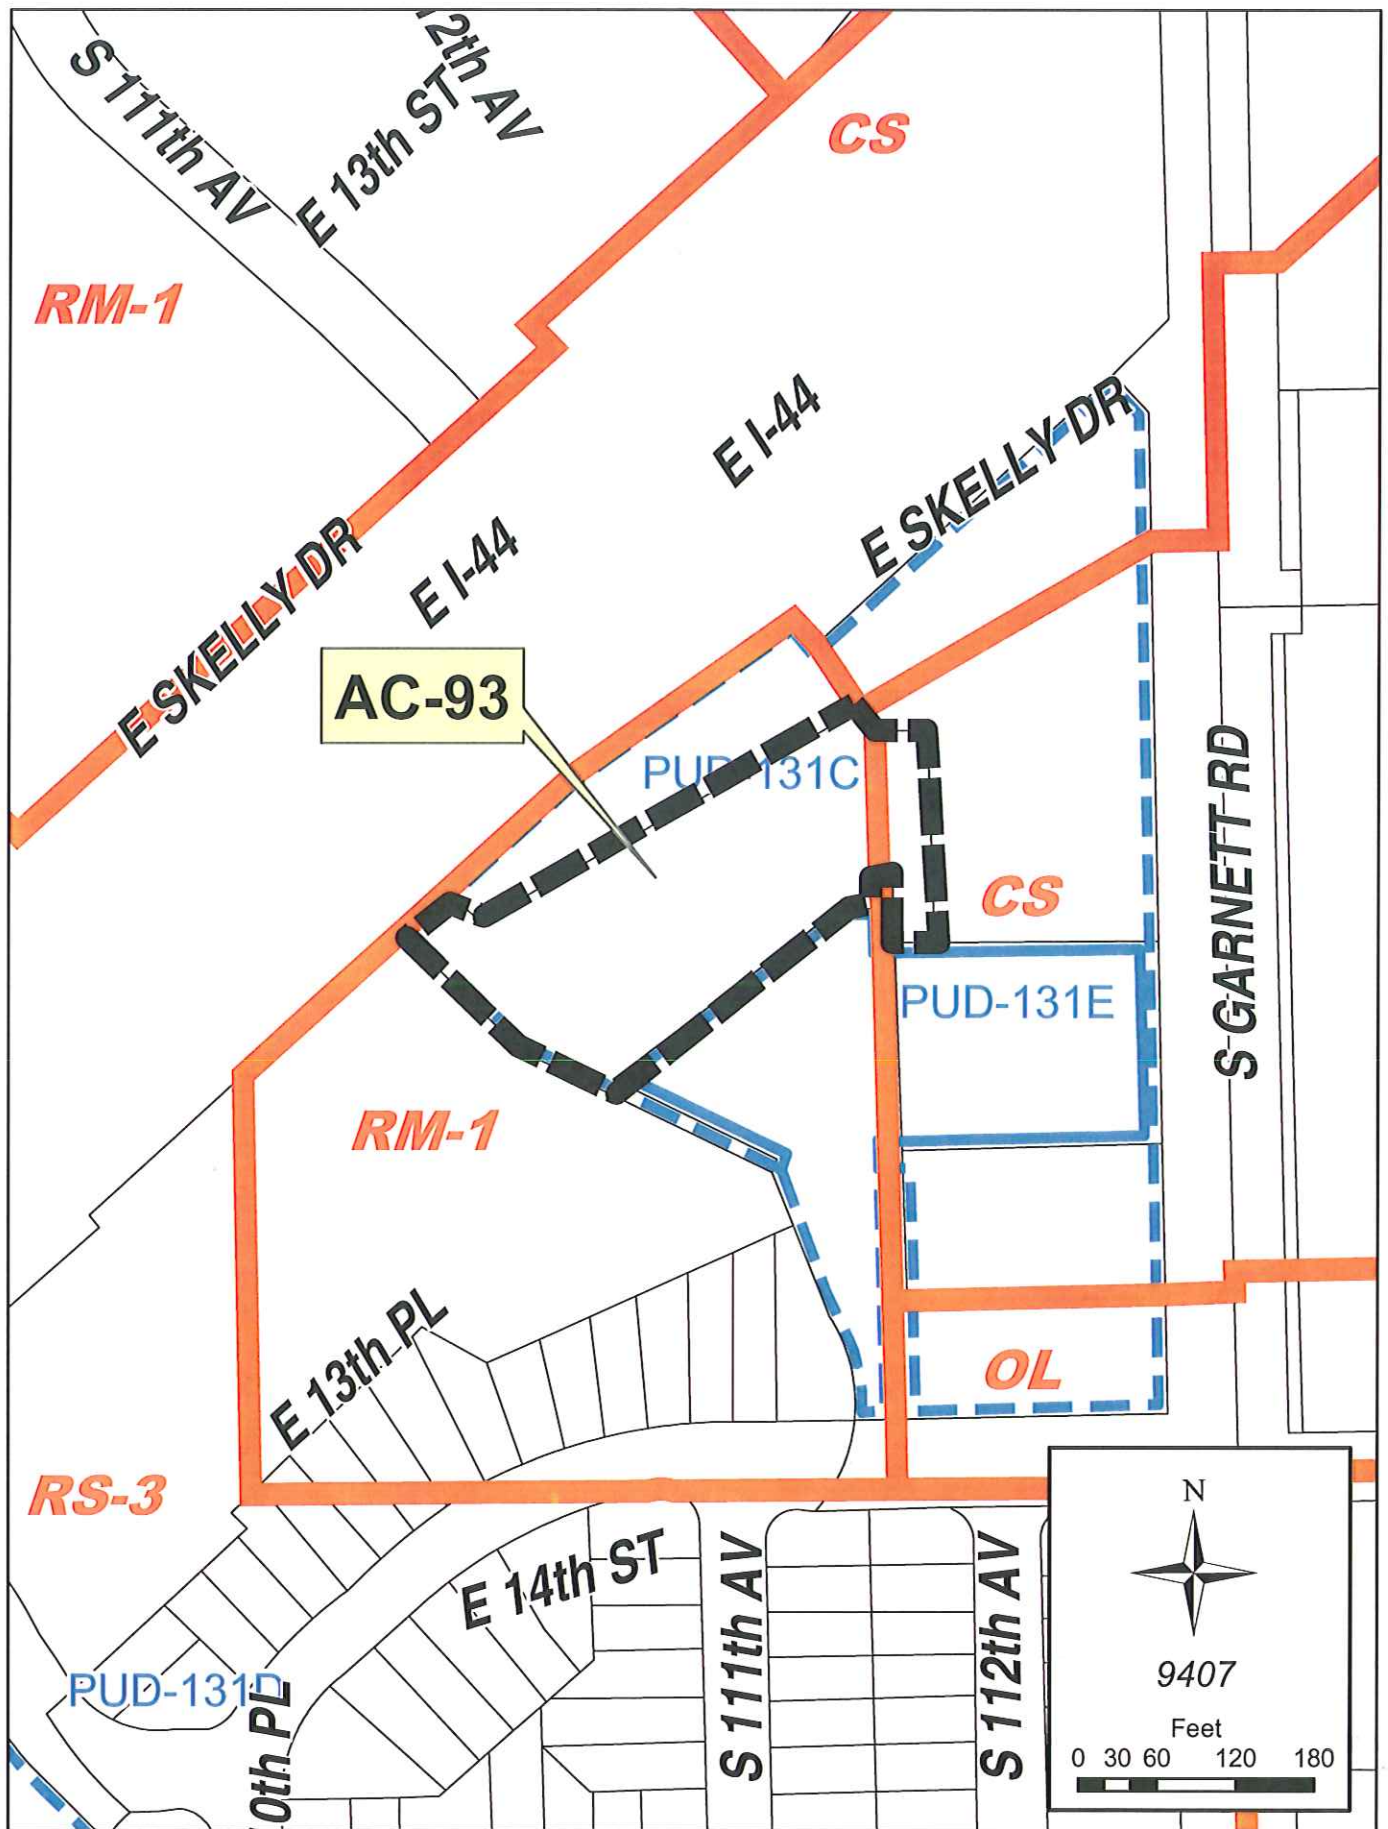 S 111th AV
E 13th ST
12th AV
CS
RM-1
E I-44
E SKELLY DR
E I-44
E SKELLY DR
AC-93
PUD-131C
S GARNETT RD
CS
PUD-131E
RM-1
E 13th PL
OL
RS-3
E 14th ST
S 111th AV
S 112th AV
PUD-131D
0th PL
N
9407
Feet
0 30 60 120 180